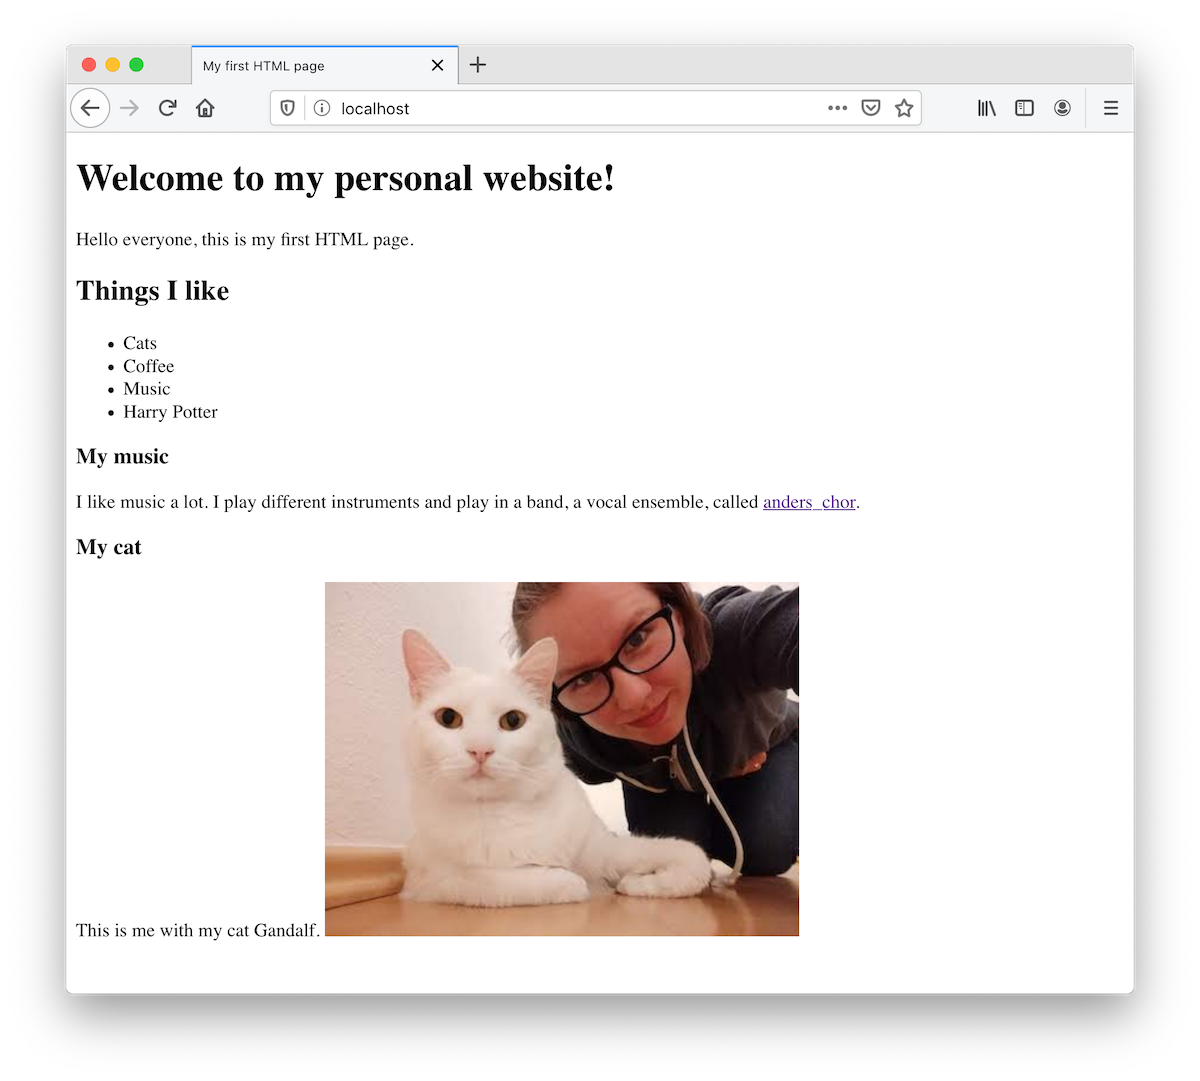 My first HTML page
localhost
Welcome to my personal website!
Hello everyone, this is my first HTML page.
Things I like
• Cats
• Coffee
• Music
• Harry Potter
My music
I like music a lot. I play different instruments and play in a band, a vocal ensemble, called anders_chor.
My cat
This is me with my cat Gandalf.